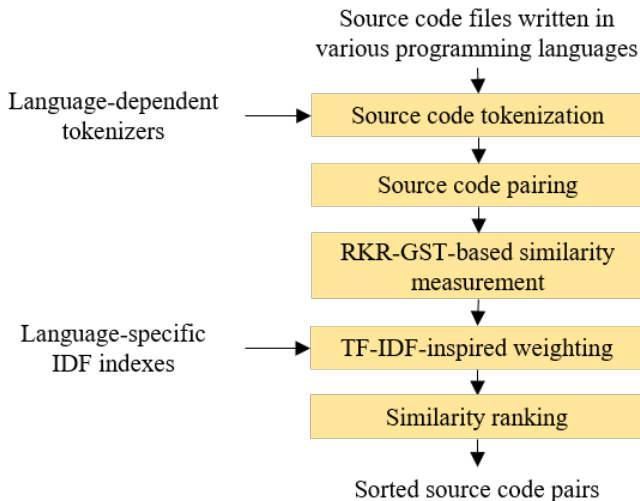 Source code files written in
various programming languages
Language-dependent
tokenizers
Source code tokenization
Source code pairing
RKR-GST-based similarity
measurement
Language-specific
IDF indexes
TF-IDF-inspired weighting
Similarity ranking
Sorted source code pairs